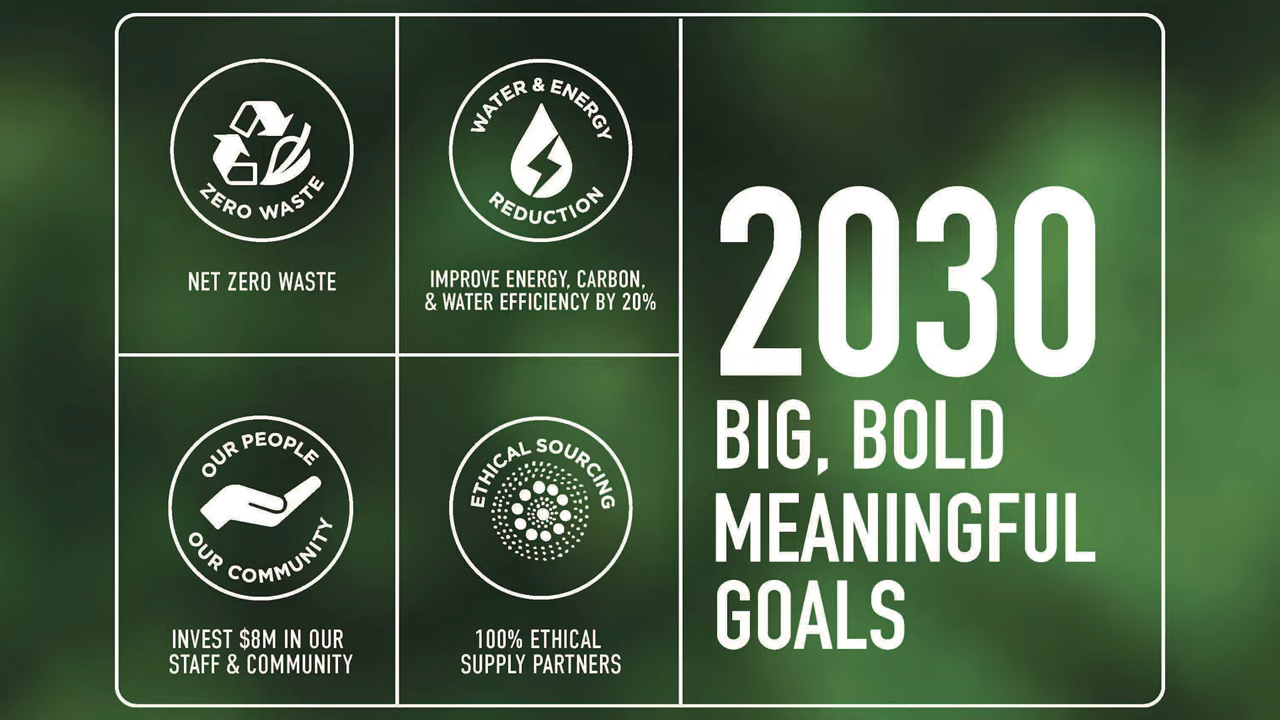 ZERO WASTE
NET ZERO WASTE
WATER & ENERGY
REDUCTION
IMPROVE ENERGY, CARBON,
& WATER EFFICIENCY BY 20%
OUR PEOPLE
OUR COMMUNITY
INVEST $8M IN OUR
STAFF & COMMUNITY
ETHICAL SOURCING
100% ETHICAL
SUPPLY PARTNERS
2030
BIG, BOLD
MEANINGFUL
GOALS